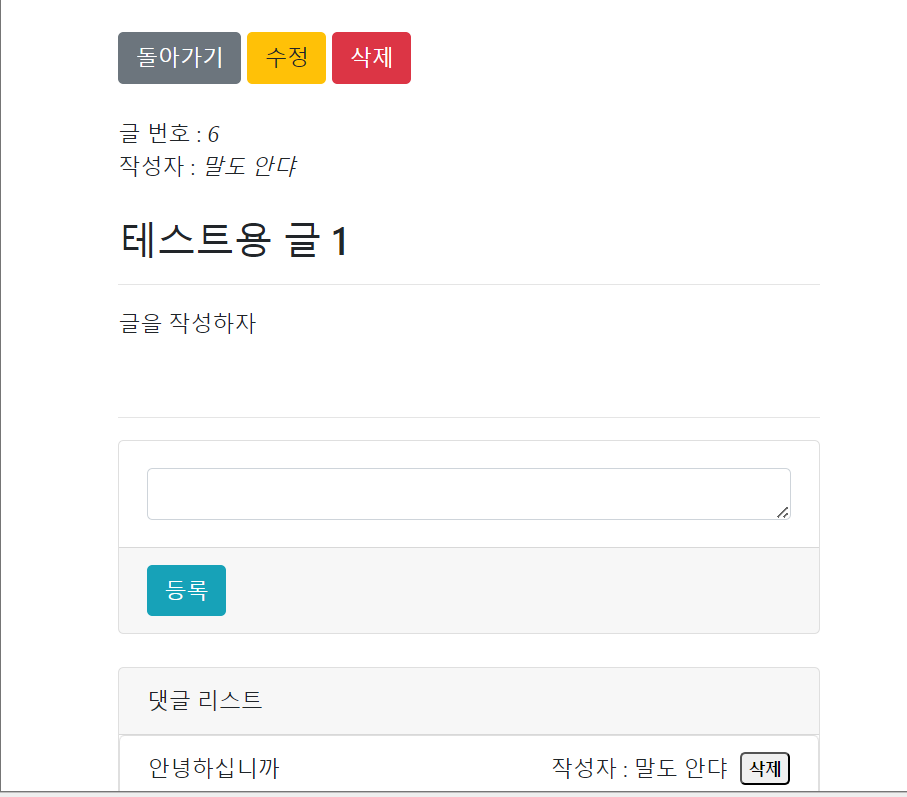 돌아가기 수정 삭제
글 번호 : 6
작성자 : 말도 안댜
테스트용 글 1
글을 작성하자
등록
댓글 리스트
안녕하십니까 작성자 : 말도 안댜 삭제